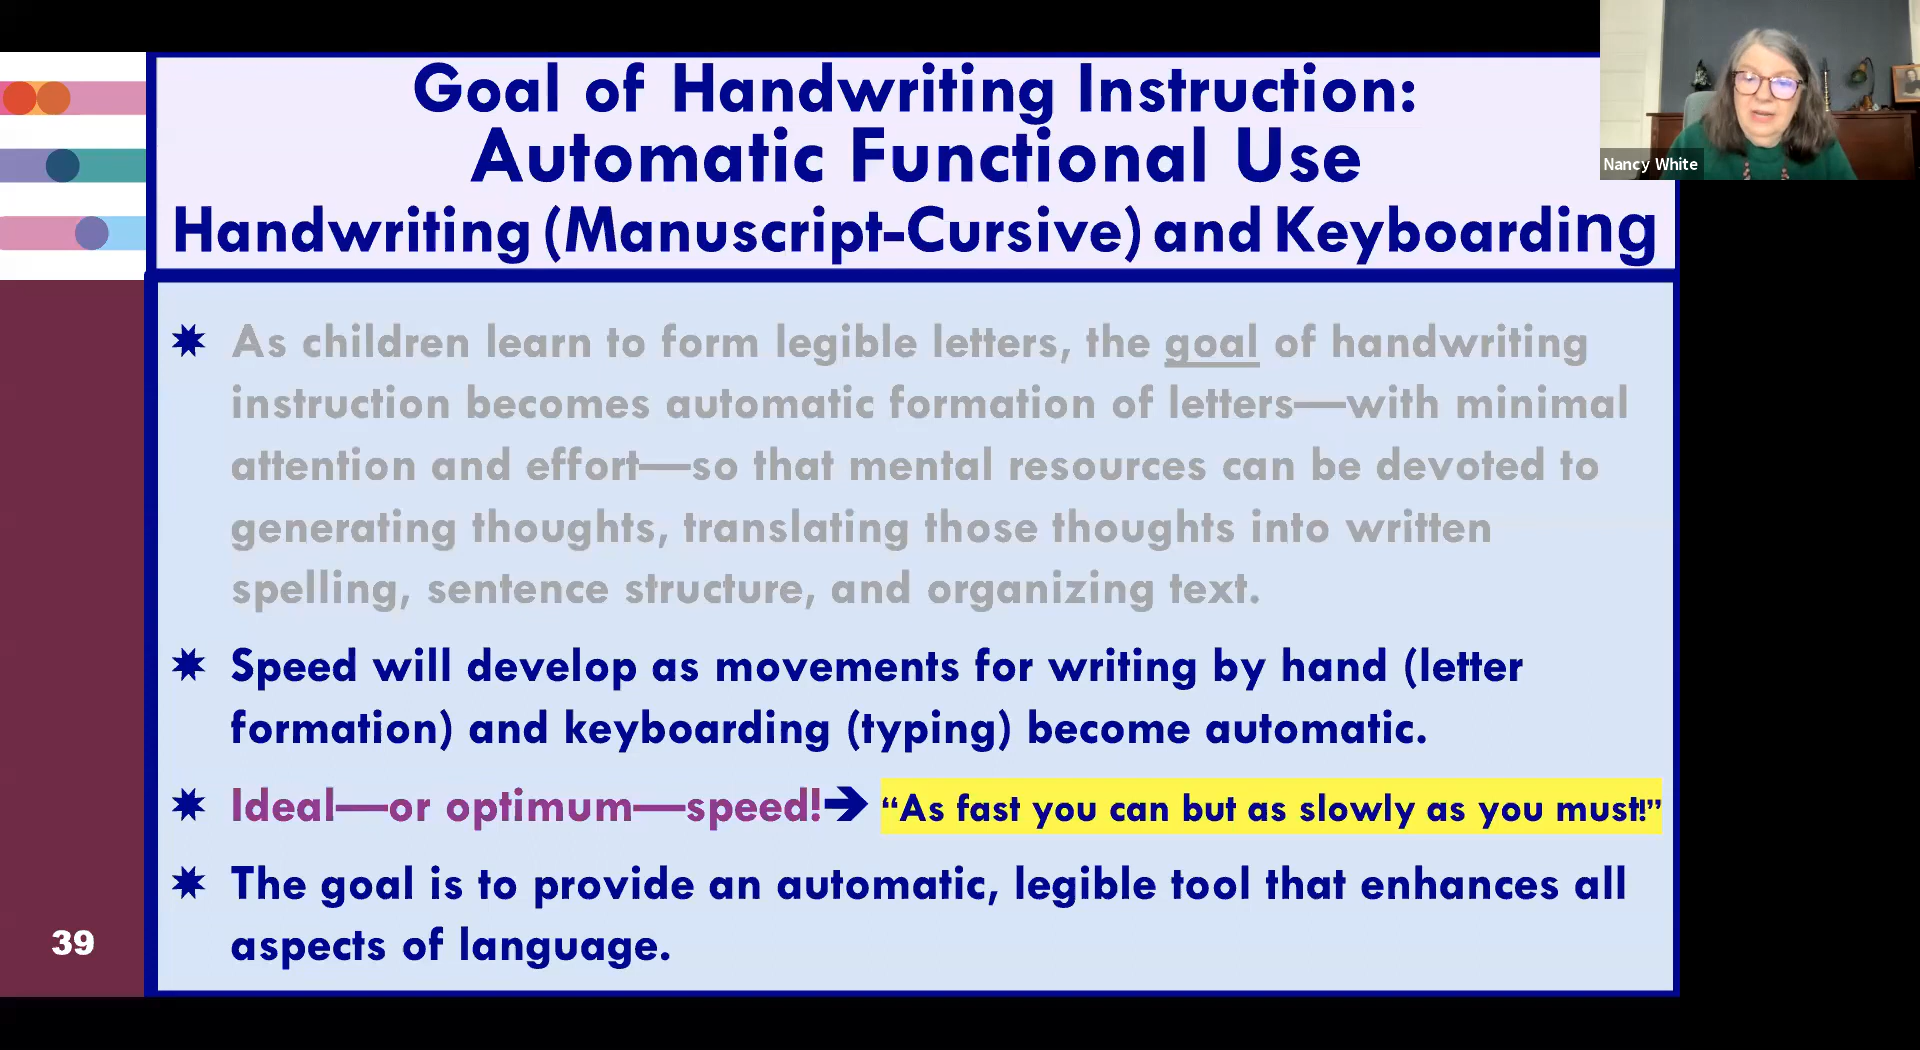 Goal of Handwriting Instruction:
Automatic Functional Use
Handwriting (Manuscript-Cursive) and Keyboarding
Nancy White
As children learn to form legible letters, the goal of handwriting
instruction becomes automatic formation of letters—with minimal
attention and effort—so that mental resources can be devoted to
generating thoughts, translating those thoughts into written
spelling, sentence structure, and organizing text.
Speed will develop as movements for writing by hand (letter
formation) and keyboarding (typing) become automatic.
Ideal—or optimum—speed!➔ “As fast you can but as slowly as you must!”
The goal is to provide an automatic, legible tool that enhances all
aspects of language.
39